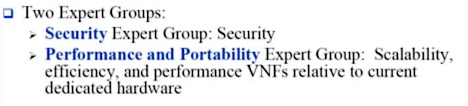 Two Expert Groups:
Security Expert Group: Security
Performance and Portability Expert Group: Scalability,
efficiency, and performance VNFs relative to current
dedicated hardware